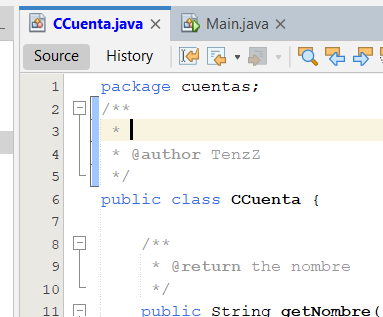 CCuenta.java × Main.java ×
Source History
1 package cuentas;
2 /**
3 *
4 * @author TenzZ
5 */
6 public class CCuenta {
7
8 /**
9 * @return the nombre
10 */
11 public String getNombre(